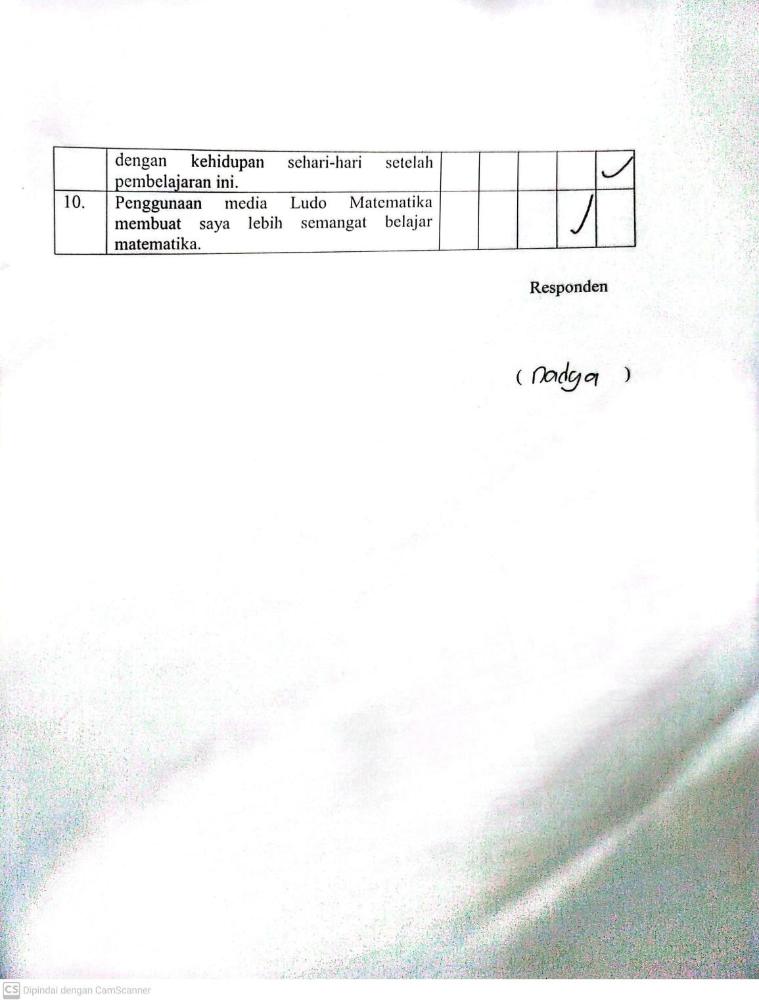 dengan kehidupan sehari-hari setelah
pembelajaran ini.
10. Penggunaan media Ludo Matematika
membuat saya lebih semangat belajar
matematika.
Responden
( Nadya )
CS Dipindai dengan CamScanner